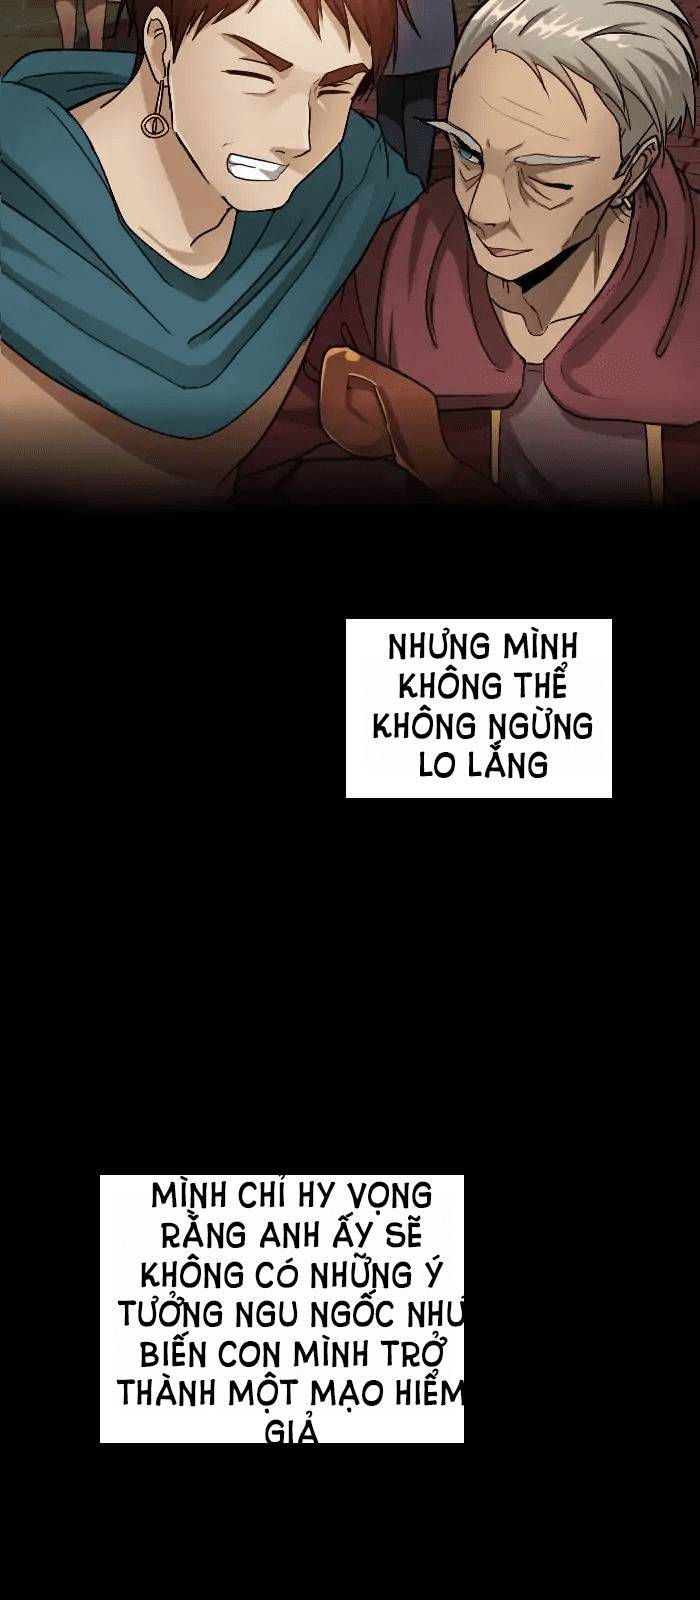 NHƯNG MÌNH
KHÔNG THỂ
KHÔNG NGỪNG
LO LẮNG
MÌNH CHỈ HY VỌNG
RẰNG ANH ẤY SẼ
KHÔNG CÓ NHỮNG Ý
TƯỞNG NGU NGỐC NHƯ
BIẾN CON MÌNH TRỞ
THÀNH MỘT MẠO HIỂM
GIẢ